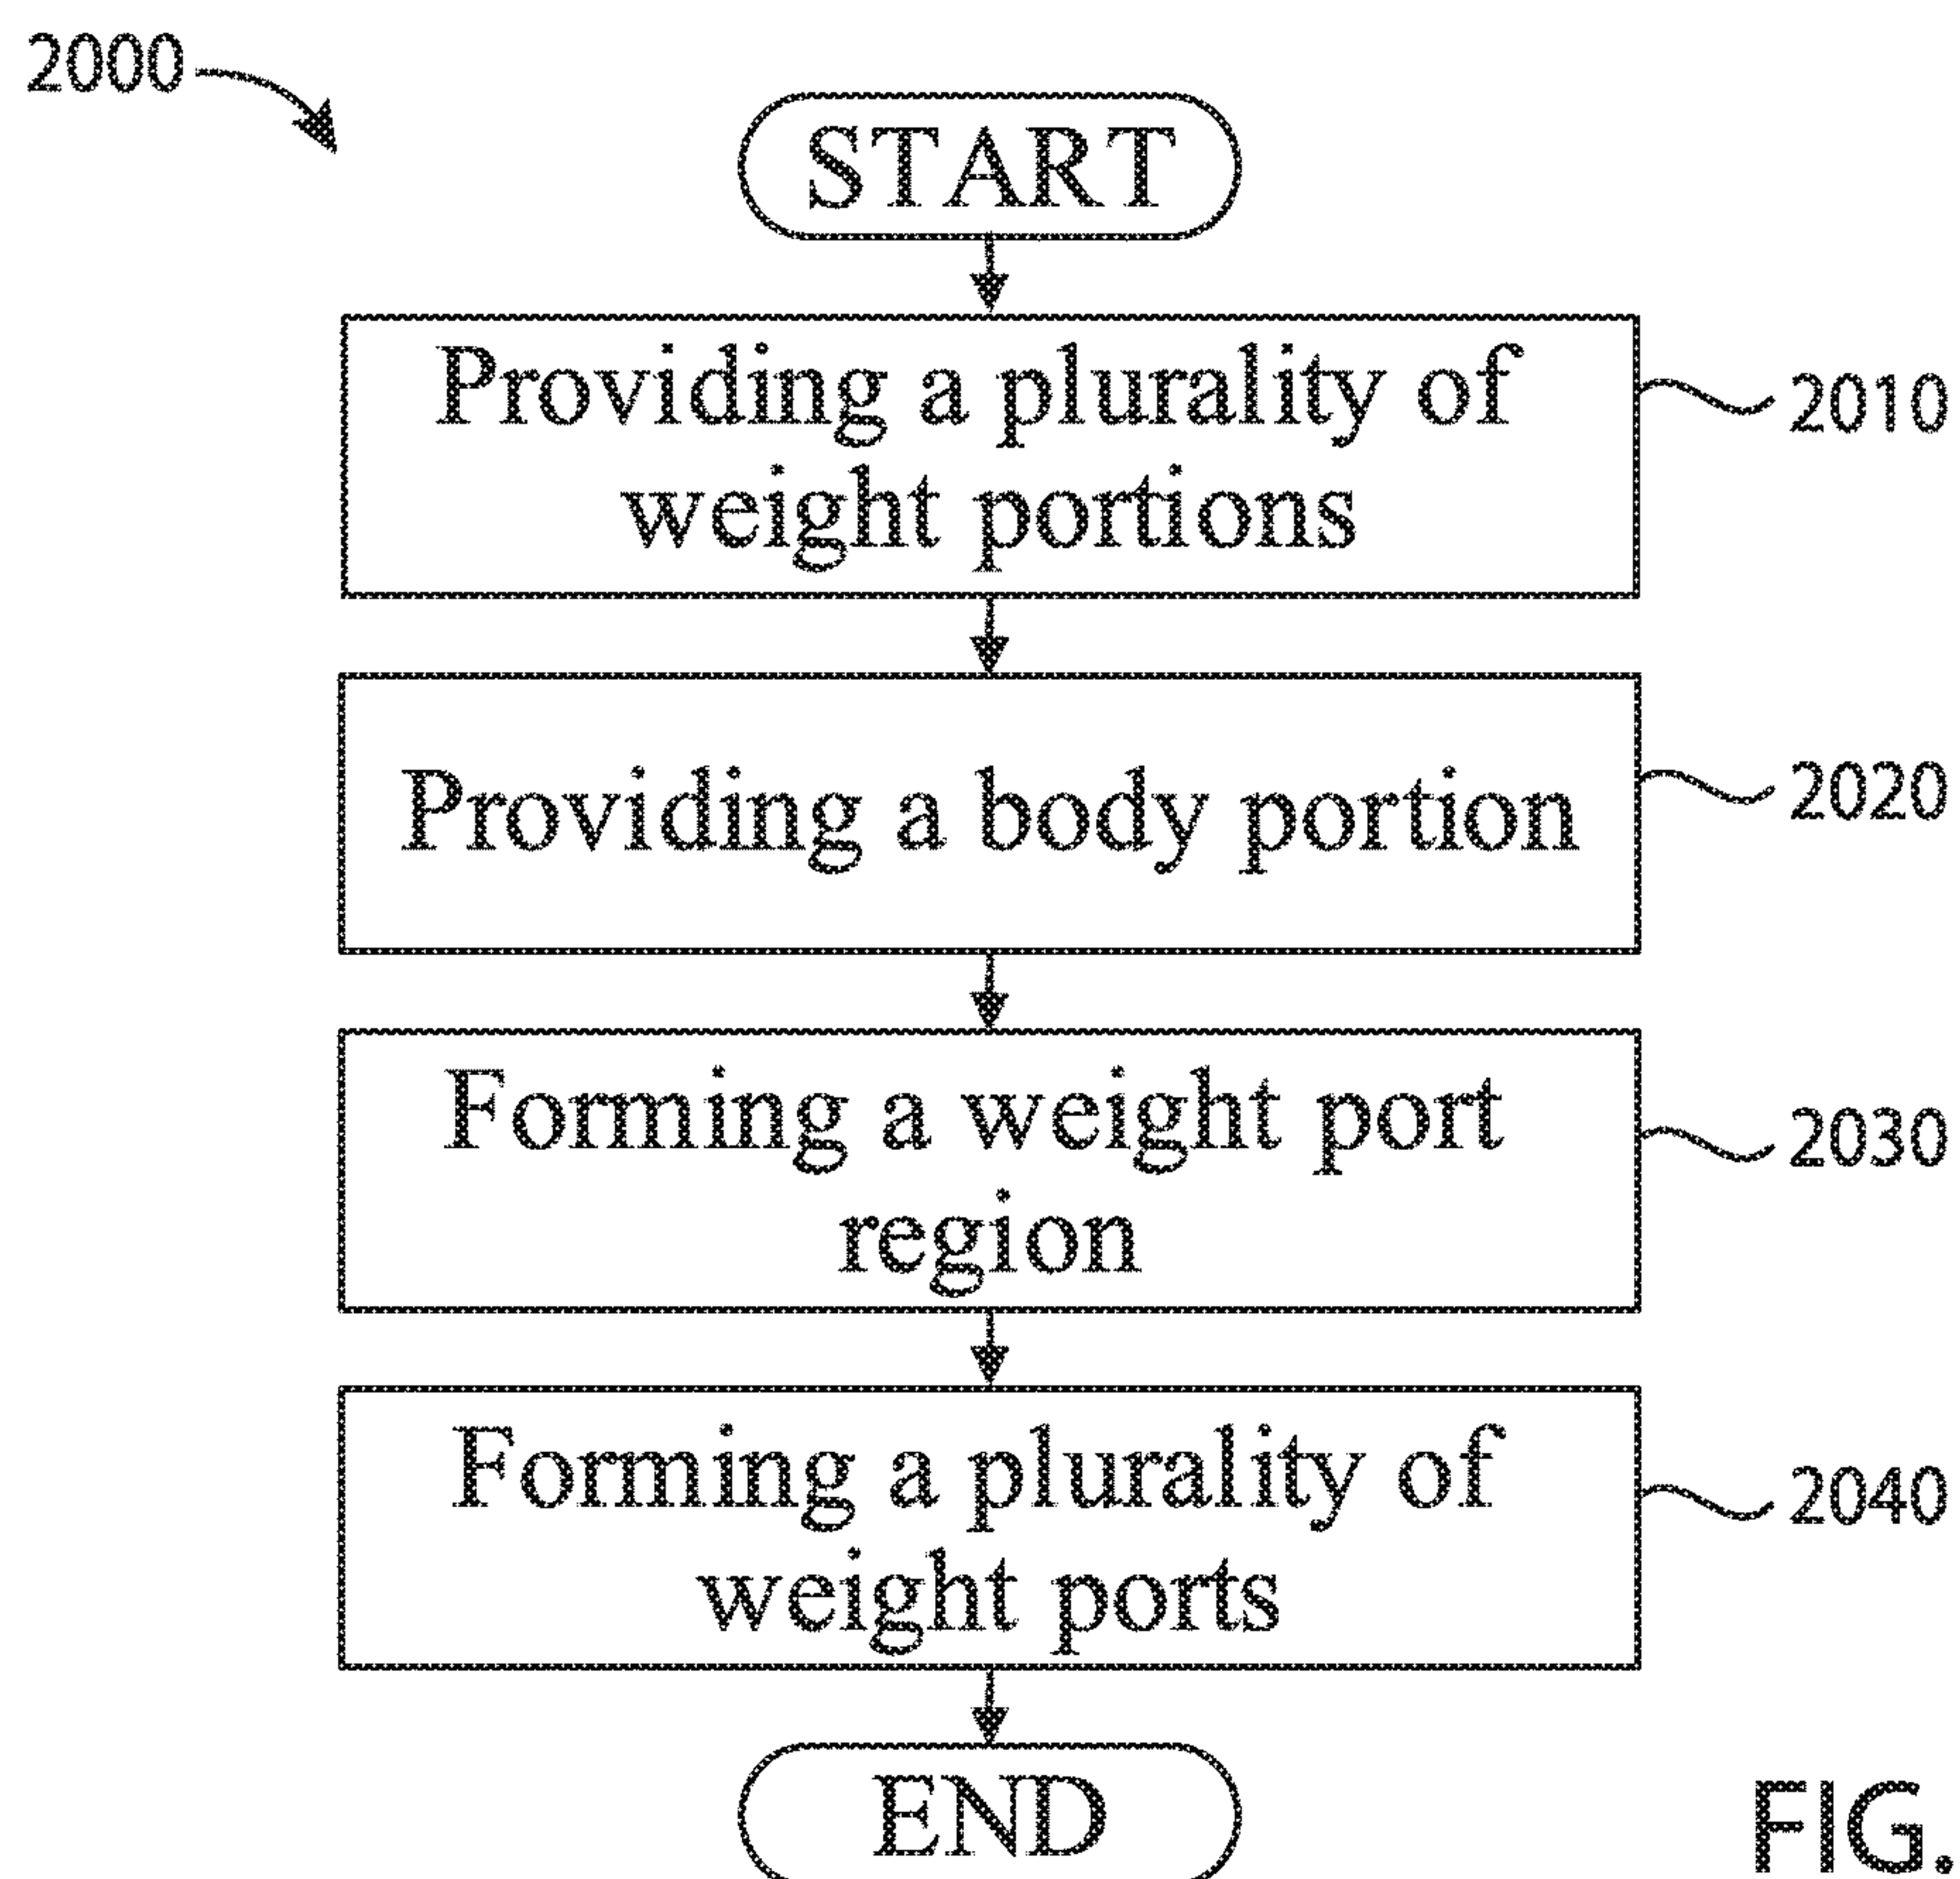 2000
START
Providing a plurality of
weight portions
2010
Providing a body portion
2020
Forming a weight port
region
2030
Forming a plurality of
weight ports
2040
END
FIG.